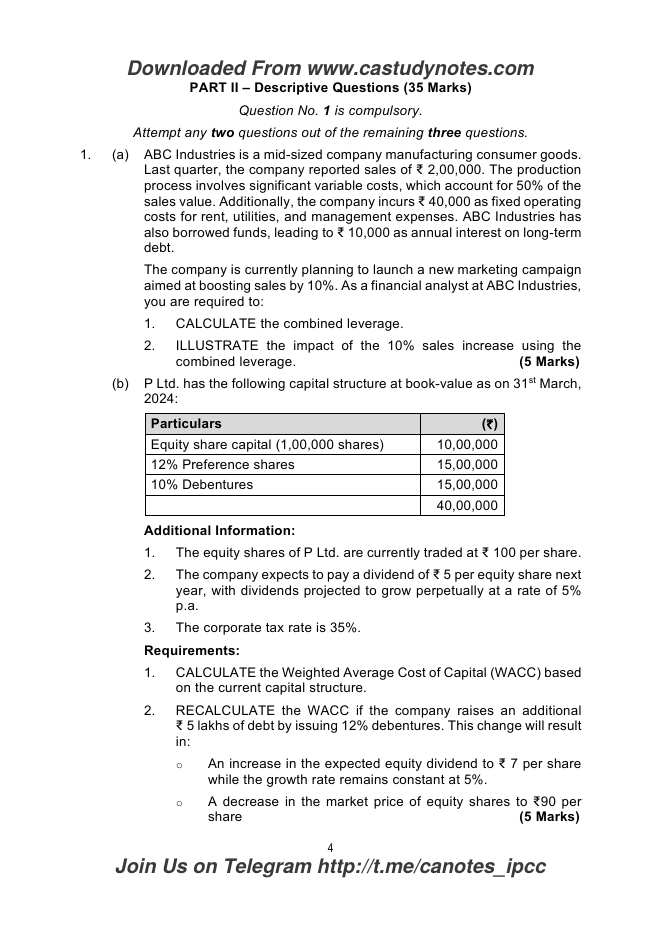 Downloaded From www.castudynotes.com
PART II – Descriptive Questions (35 Marks)
Question No. 1 is compulsory.
Attempt any two questions out of the remaining three questions.
1. (a) ABC Industries is a mid-sized company manufacturing consumer goods.
Last quarter, the company reported sales of ₹ 2,00,000. The production
process involves significant variable costs, which account for 50% of the
sales value. Additionally, the company incurs ₹ 40,000 as fixed operating
costs for rent, utilities, and management expenses. ABC Industries has
also borrowed funds, leading to ₹ 10,000 as annual interest on long-term
debt.
The company is currently planning to launch a new marketing campaign
aimed at boosting sales by 10%. As a financial analyst at ABC Industries,
you are required to:
1. CALCULATE the combined leverage.
2. ILLUSTRATE the impact of the 10% sales increase using the
combined leverage. (5 Marks)
(b) P Ltd. has the following capital structure at book-value as on 31st March,
2024:
Particulars (₹)
Equity share capital (1,00,000 shares) 10,00,000
12% Preference shares 15,00,000
10% Debentures 15,00,000
40,00,000
Additional Information:
1. The equity shares of P Ltd. are currently traded at ₹ 100 per share.
2. The company expects to pay a dividend of ₹ 5 per equity share next
year, with dividends projected to grow perpetually at a rate of 5%
p.a.
3. The corporate tax rate is 35%.
Requirements:
1. CALCULATE the Weighted Average Cost of Capital (WACC) based
on the current capital structure.
2. RECALCULATE the WACC if the company raises an additional
₹ 5 lakhs of debt by issuing 12% debentures. This change will result
in:
o An increase in the expected equity dividend to ₹ 7 per share
while the growth rate remains constant at 5%.
o A decrease in the market price of equity shares to ₹90 per
share (5 Marks)
4
Join Us on Telegram http://t.me/canotes_ipcc